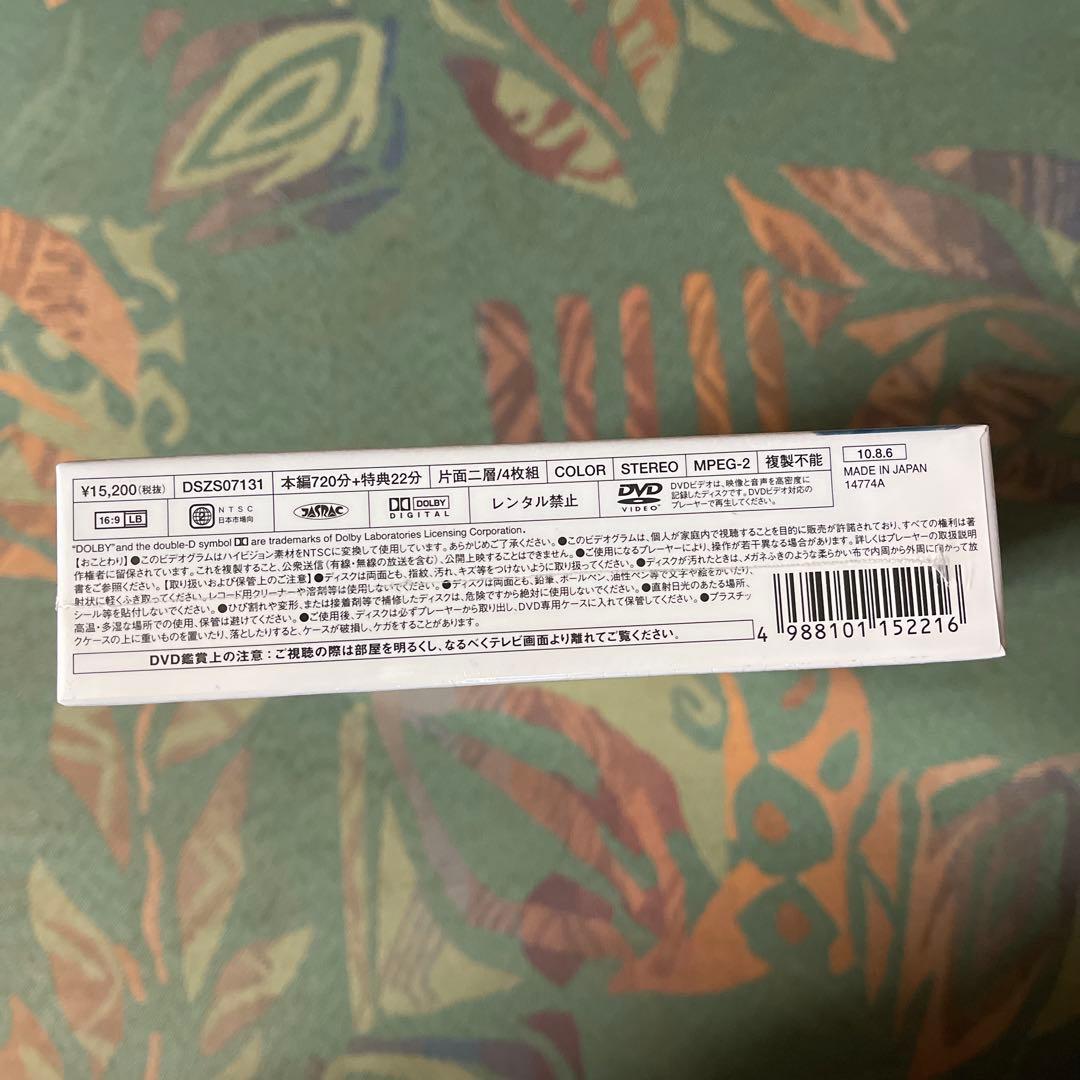 ¥15,200(税抜) DSZS07131 本編720分+特典22分 片面二層/4枚組 COLOR STEREO MPEG-2 複製不能 10.8.6
MADE IN JAPAN
14774A
16:9 LB 2 NTSC 日本市場向 JASRAC DOLBY DIGITAL レンタル禁止 DVD VIDEO DVDビデオは、映像と音声を高密度に
記録したディスクです。DVDビデオ対応の
プレーヤーで再生してください。
"DOLBY"and the double-D symbol are trademarks of Dolby Laboratories Licensing Corporation.
【おことわり】●このビデオグラムはハイビジョン素材をNTSCに変換して使用しています。あらかじめご了承ください。●このビデオグラムは、個人が家庭内で視聴することを目的に販売が許諾されており、すべての権利は著
作権者に留保されています。これを複製すること、公衆送信(有線・無線の放送を含む)、公開上映することはできません。●ご使用になるプレーヤーにより、操作が若干異なる場合があります。詳しくはプレーヤーの取扱説明
書をご参照ください。【取り扱いおよび保管上のご注意】●ディスクは両面とも、指紋、汚れ、キズ等をつけないように取り扱ってください。●ディスクが汚れたときは、メガネふきのような柔らかい布で内周から外周に向かって放
射状に軽くふき取ってください。レコード用クリーナーや溶剤等は使用しないでください。●ディスクは両面とも、鉛筆、ボールペン、油性ペン等で文字や絵をかいたり、
シール等を貼付しないでください。●ひび割れや変形、または接着剤等で補修したディスクは、危険ですから絶対に使用しないでください。●直射日光のあたる場所、
高温・多湿な場所での使用、保管は避けてください。●ご使用後、ディスクは必ずプレーヤーから取り出し、DVD専用ケースに入れて保管してください。●プラスチッ
クケースの上に重いものを置いたり、落としたりすると、ケースが破損し、ケガをすることがあります。
DVD鑑賞上の注意：ご視聴の際は部屋を明るくし、なるべくテレビ画面より離れてご覧ください。
4 988101 152216